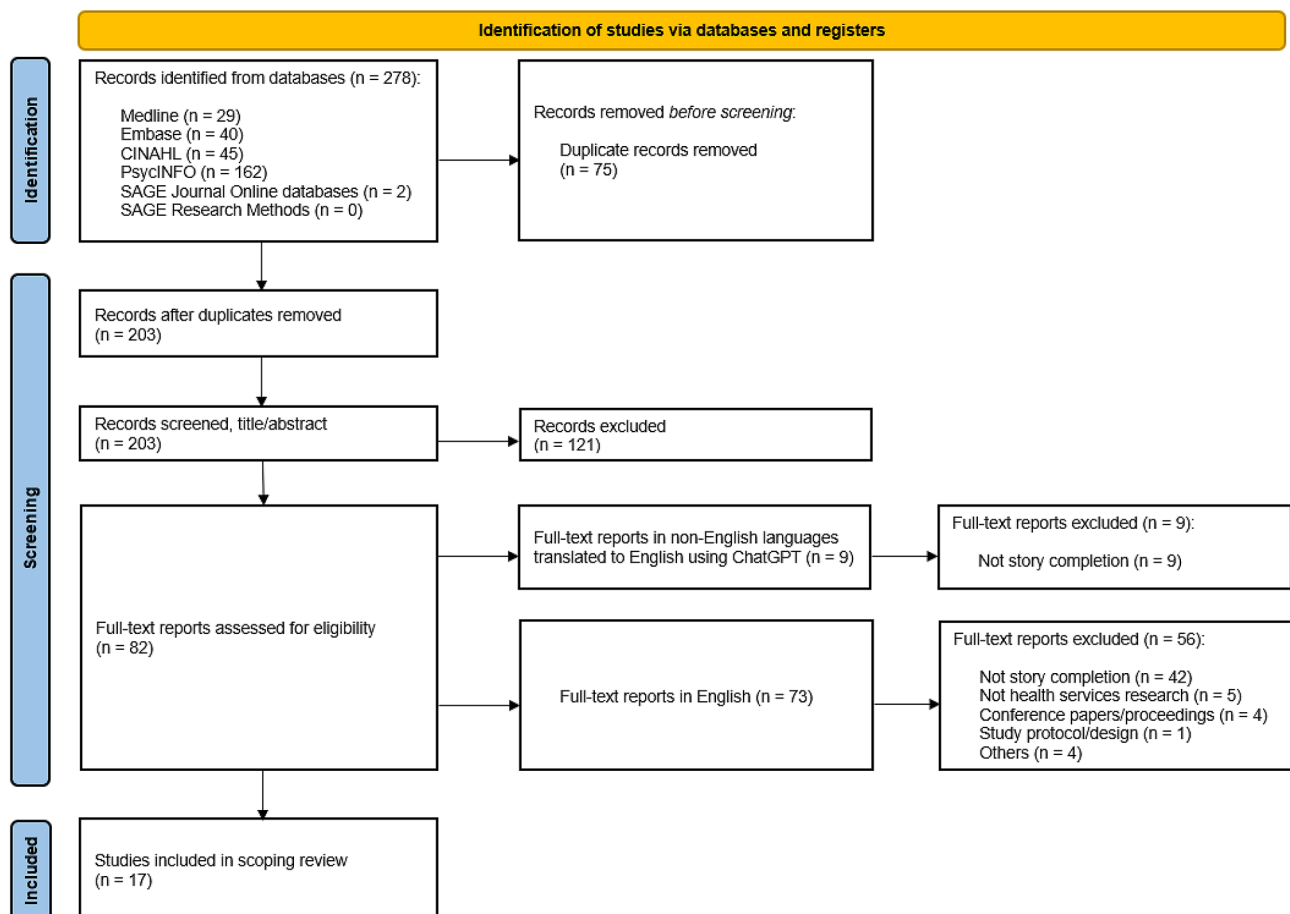 Identification of studies via databases and registers
Identification
Records identified from databases (n = 278):
Medline (n = 29)
Embase (n = 40)
CINAHL (n = 45)
PsycINFO (n = 162)
SAGE Journal Online databases (n = 2)
SAGE Research Methods (n = 0)
Records removed before screening:
Duplicate records removed
(n = 75)
Screening
Records after duplicates removed
(n = 203)
Records screened, title/abstract
(n = 203)
Records excluded
(n = 121)
Full-text reports assessed for eligibility
(n = 82)
Full-text reports in non-English languages
translated to English using ChatGPT (n = 9)
Full-text reports excluded (n = 9):
Not story completion (n = 9)
Full-text reports in English (n = 73)
Full-text reports excluded (n = 56):
Not story completion (n = 42)
Not health services research (n = 5)
Conference papers/proceedings (n = 4)
Study protocol/design (n = 1)
Others (n = 4)
Included
Studies included in scoping review
(n = 17)